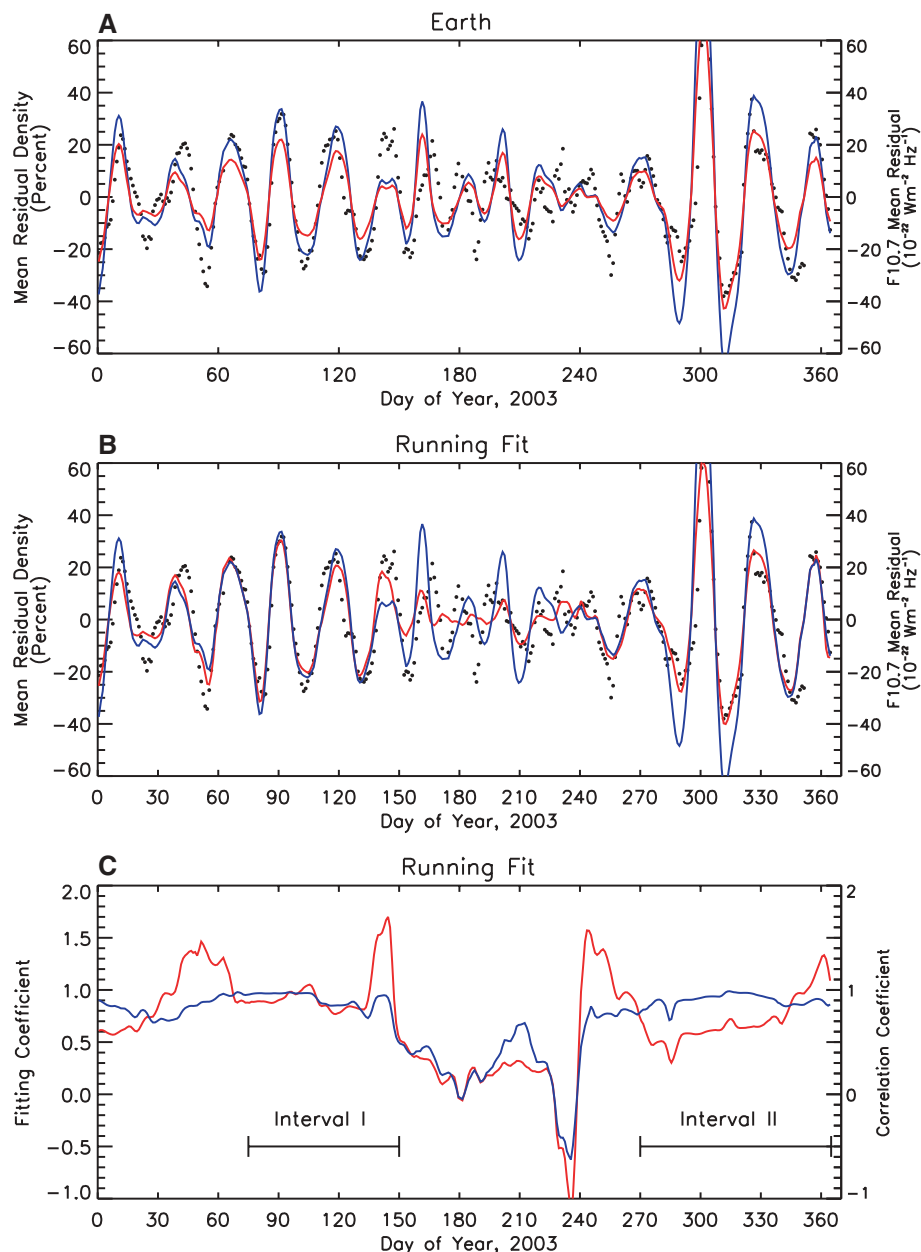 A
Earth
Mean Residual Density
(Percent)
60
40
20
0
−20
−40
−60
60
40
20
0
−20
−40
−60
F10.7 Mean Residual
(10⁻²² Wm⁻² Hz⁻¹)
0 60 120 180 240 300 360
Day of Year, 2003
B
Running Fit
Mean Residual Density
(Percent)
60
40
20
0
−20
−40
−60
60
40
20
0
−20
−40
−60
F10.7 Mean Residual
(10⁻²² Wm⁻² Hz⁻¹)
0 30 60 90 120 150 180 210 240 270 300 330 360
Day of Year, 2003
C
Running Fit
Fitting Coefficient
2.0
1.5
1.0
0.5
0.0
−0.5
−1.0
Interval I
Interval II
2
1
0
−1
Correlation Coefficient
0 30 60 90 120 150 180 210 240 270 300 330 360
Day of Year, 2003